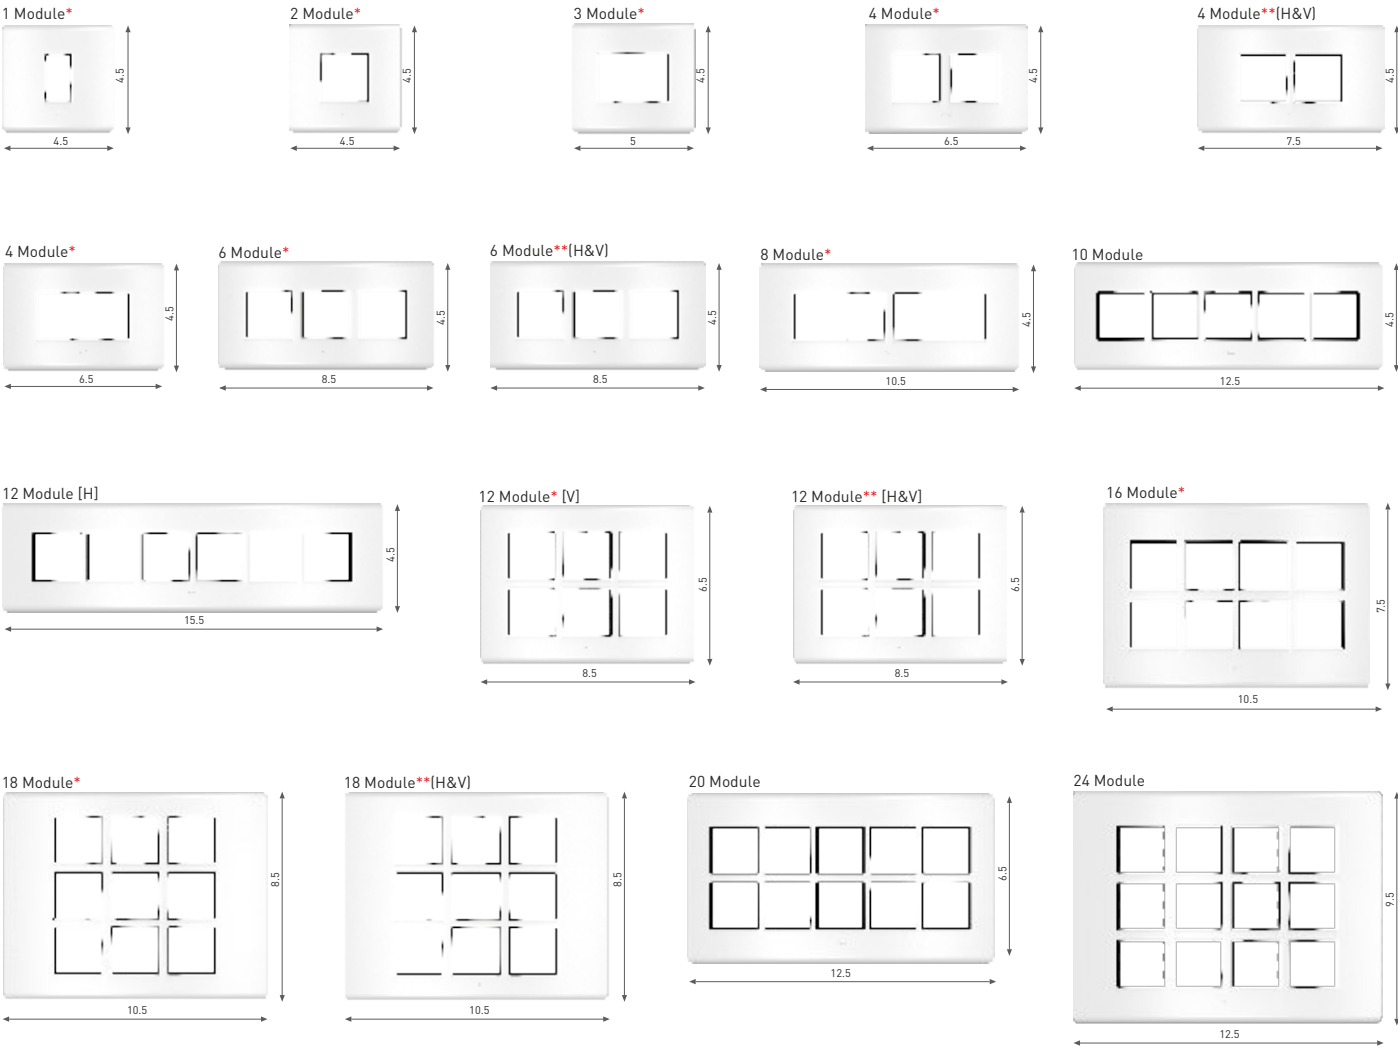 1 Module*
2 Module*
3 Module*
4 Module*
4 Module**(H&V)
4.5
4.5
4.5
4.5
4.5
4.5
4.5
5
6.5
7.5
4 Module*
6 Module*
6 Module**(H&V)
8 Module*
10 Module
4.5
4.5
4.5
4.5
4.5
6.5
8.5
8.5
10.5
12.5
12 Module [H]
12 Module* [V]
12 Module** [H&V]
16 Module*
4.5
6.5
6.5
7.5
15.5
8.5
8.5
10.5
18 Module*
18 Module**(H&V)
20 Module
24 Module
8.5
8.5
6.5
9.5
10.5
10.5
12.5
12.5